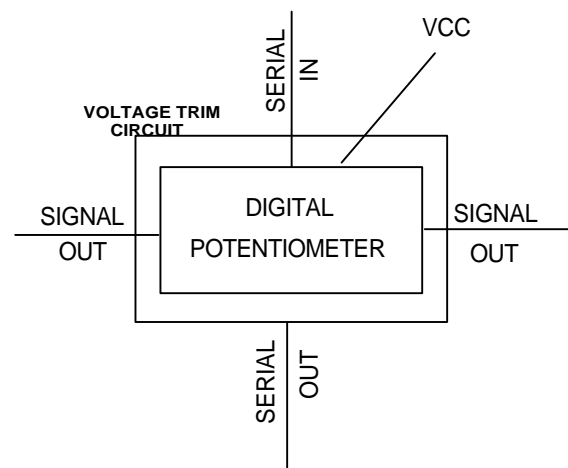 VCC
SERIAL
IN
VOLTAGE TRIM
CIRCUIT
SIGNAL
OUT
DIGITAL
POTENTIOMETER
SIGNAL
OUT
SERIAL
OUT